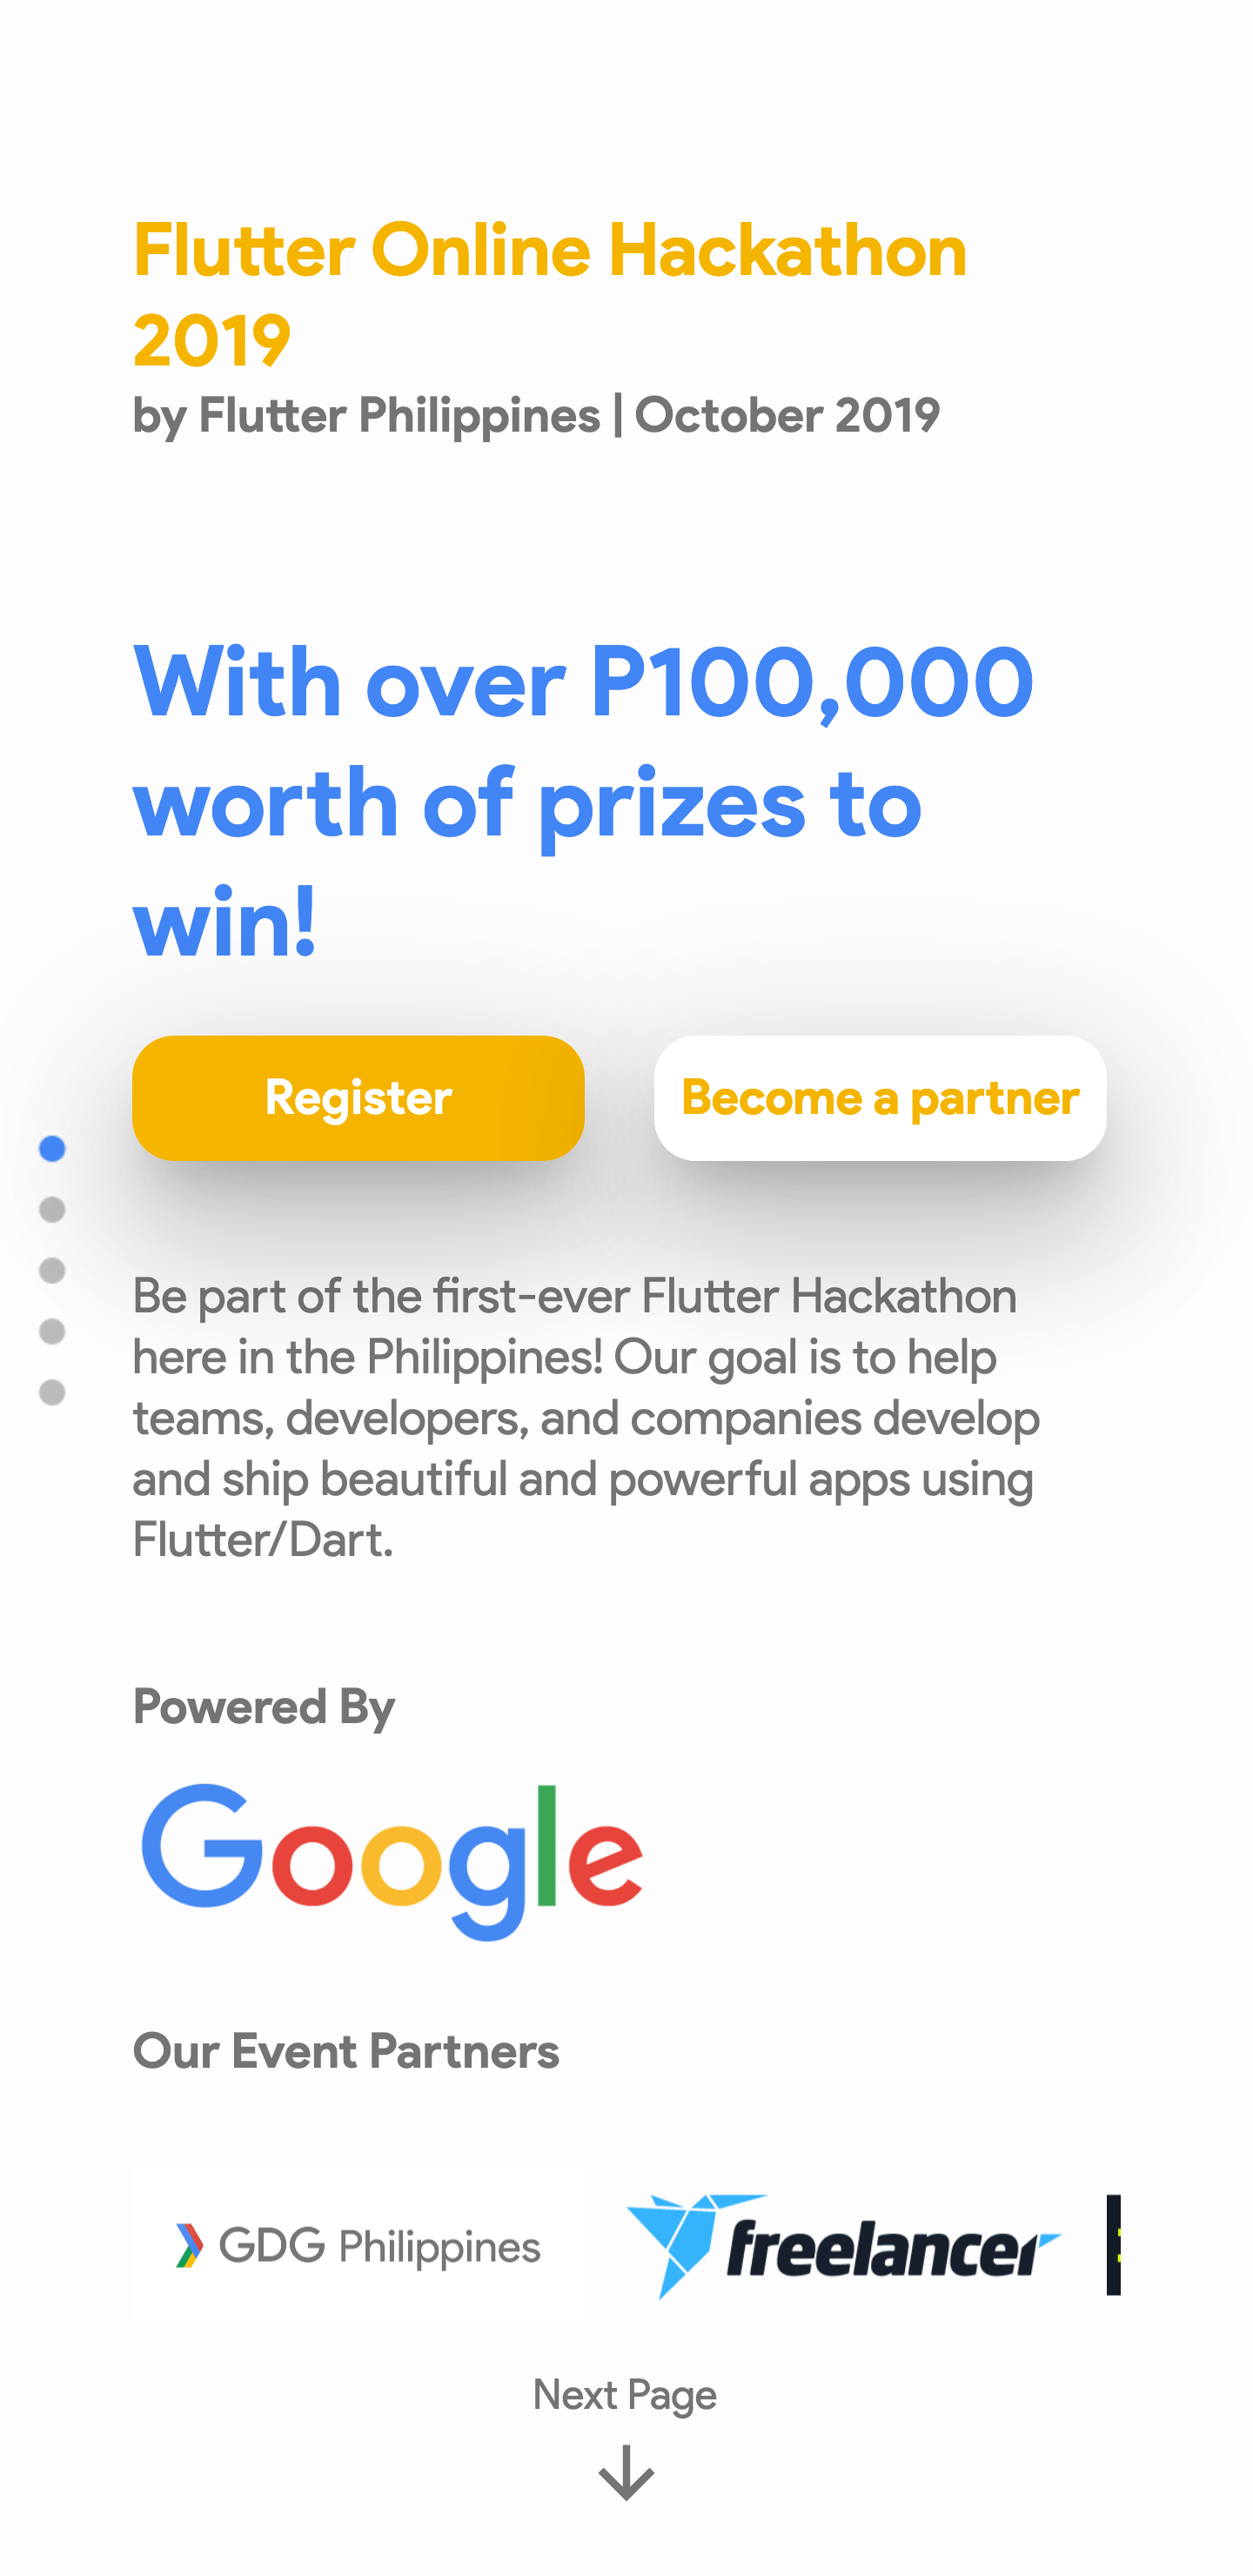 Flutter Online Hackathon
2019
by Flutter Philippines | October 2019
With over P100,000
worth of prizes to
win!
Register
Become a partner
Be part of the first-ever Flutter Hackathon
here in the Philippines! Our goal is to help
teams, developers, and companies develop
and ship beautiful and powerful apps using
Flutter/Dart.
Powered By
Google
Our Event Partners
GDG Philippines
freelancer
Next Page